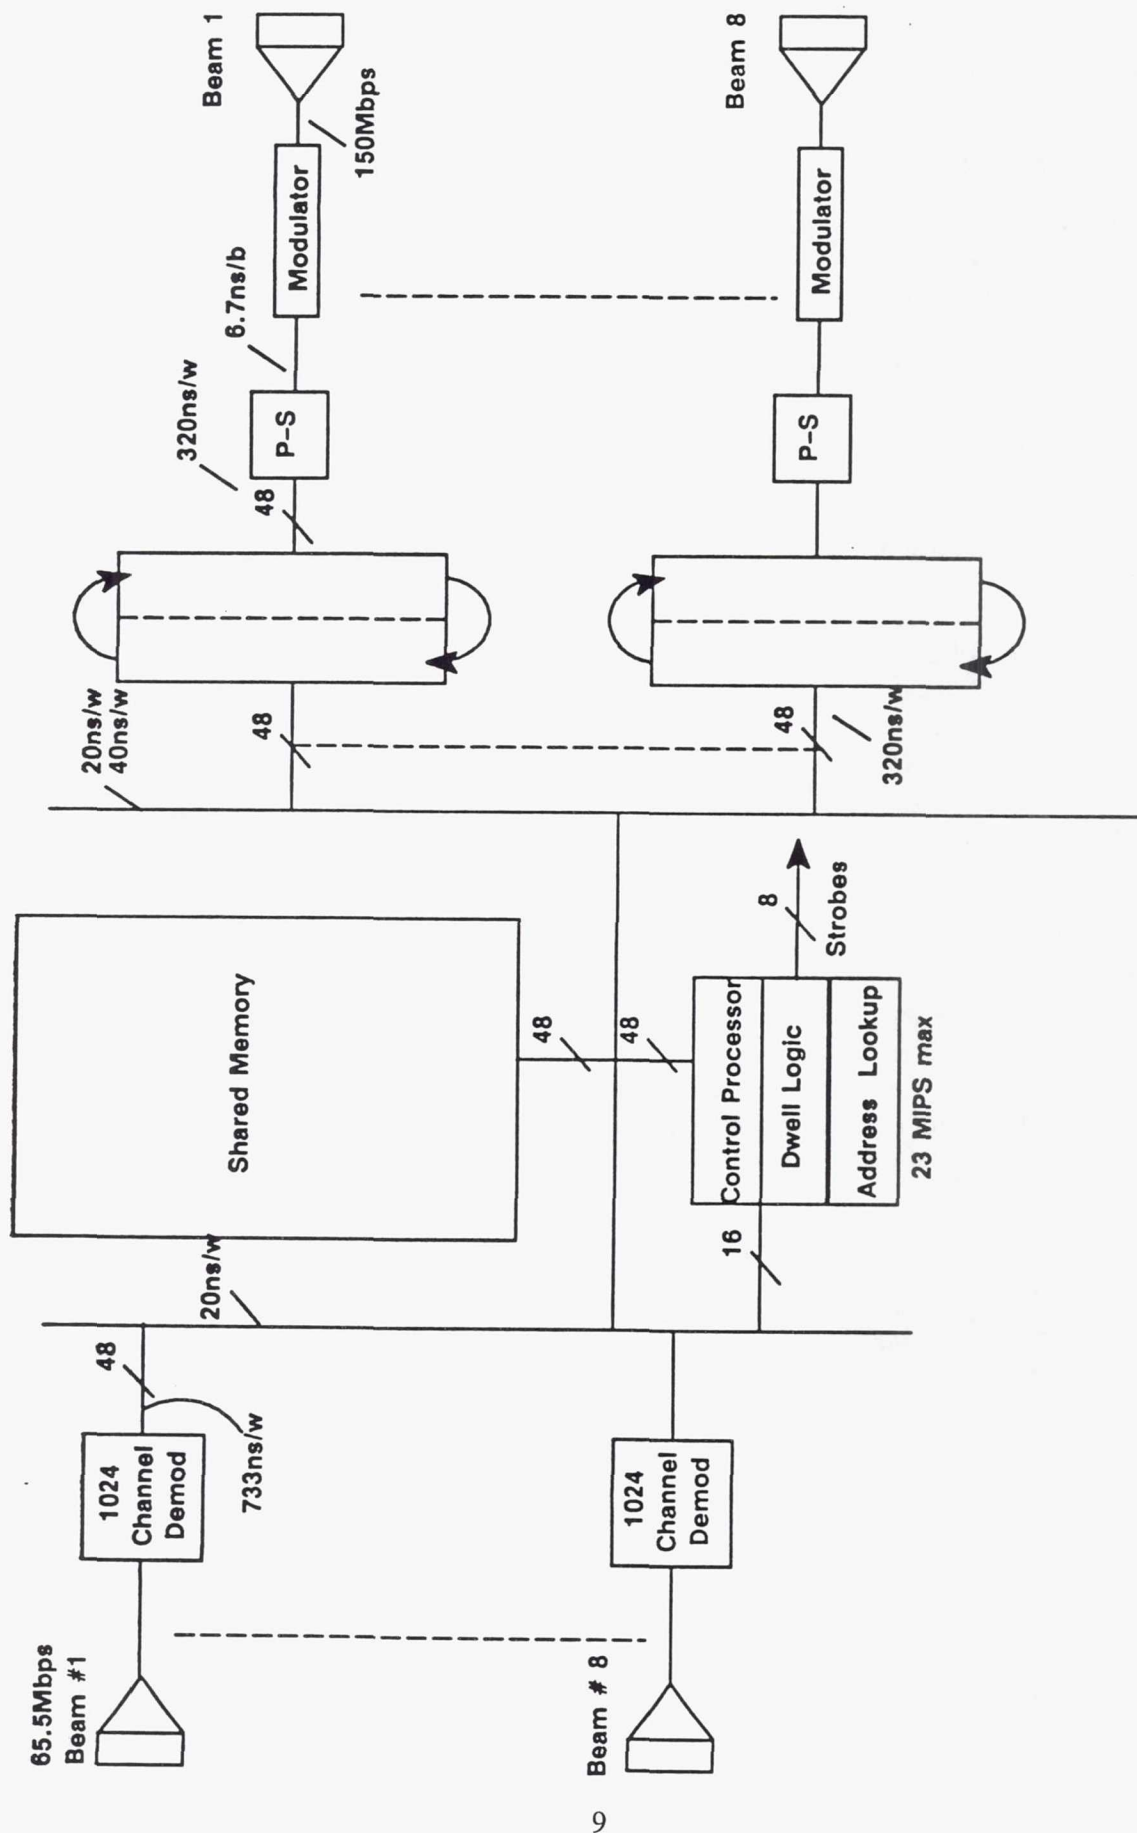 65.5Mbps
Beam #1
1024
Channel
Demod
48
733ns/w
20ns/w
Shared Memory
20ns/w
40ns/w
48
48
320ns/w
P-S
6.7ns/b
Modulator
150Mbps
Beam 1
Beam # 8
1024
Channel
Demod
16
48
48
Control Processor
Dwell Logic
Address Lookup
23 MIPS max
8
Strobes
48
320ns/w
P-S
Modulator
Beam 8
9